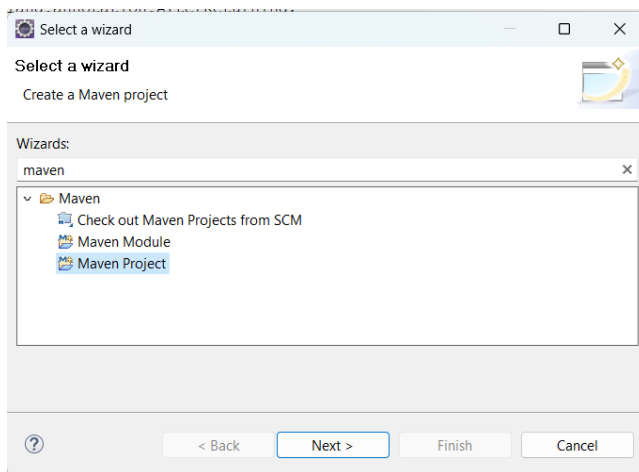 Select a wizard
Select a wizard
Create a Maven project
Wizards:
maven
Maven
Check out Maven Projects from SCM
Maven Module
Maven Project
< Back Next > Finish Cancel